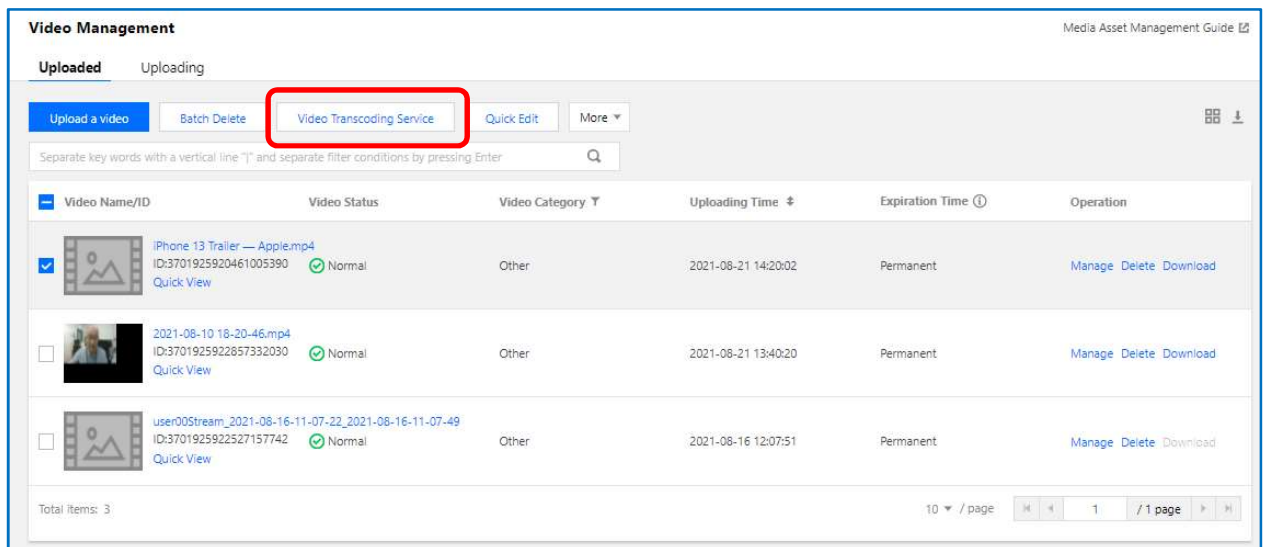 Video Management
Media Asset Management Guide
Uploaded Uploading
Upload a video Batch Delete Video Transcoding Service Quick Edit More
Separate key words with a vertical line "|" and separate filter conditions by pressing Enter
Video Name/ID Video Status Video Category Uploading Time Expiration Time Operation
iPhone 13 Trailer — Apple.mp4
ID:3701925920461005390 Normal Other 2021-08-21 14:20:02 Permanent Manage Delete Download
Quick View
2021-08-10 18-20-46.mp4
ID:3701925922857332030 Normal Other 2021-08-21 13:40:20 Permanent Manage Delete Download
Quick View
user00Stream_2021-08-16-11-07-22_2021-08-16-11-07-49
ID:3701925922527157742 Normal Other 2021-08-16 12:07:51 Permanent Manage Delete Download
Quick View
Total items: 3 10 / page 1 / 1 page